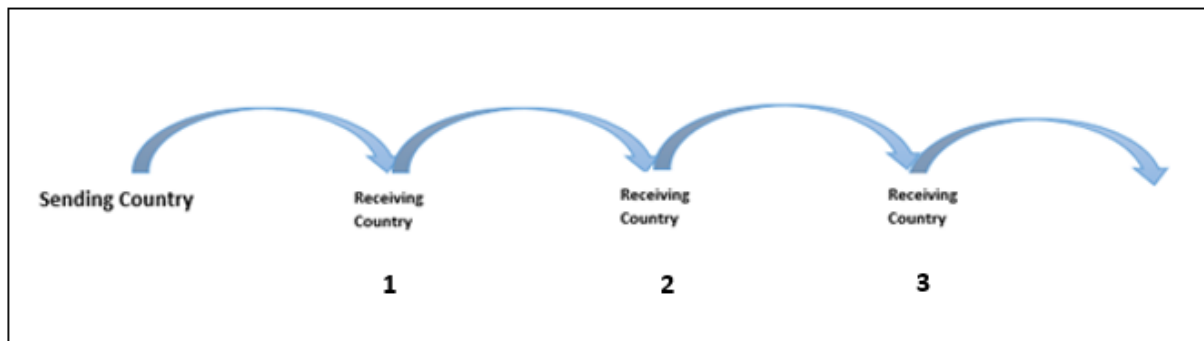 Sending Country
Receiving
Country
Receiving
Country
Receiving
Country
1
2
3